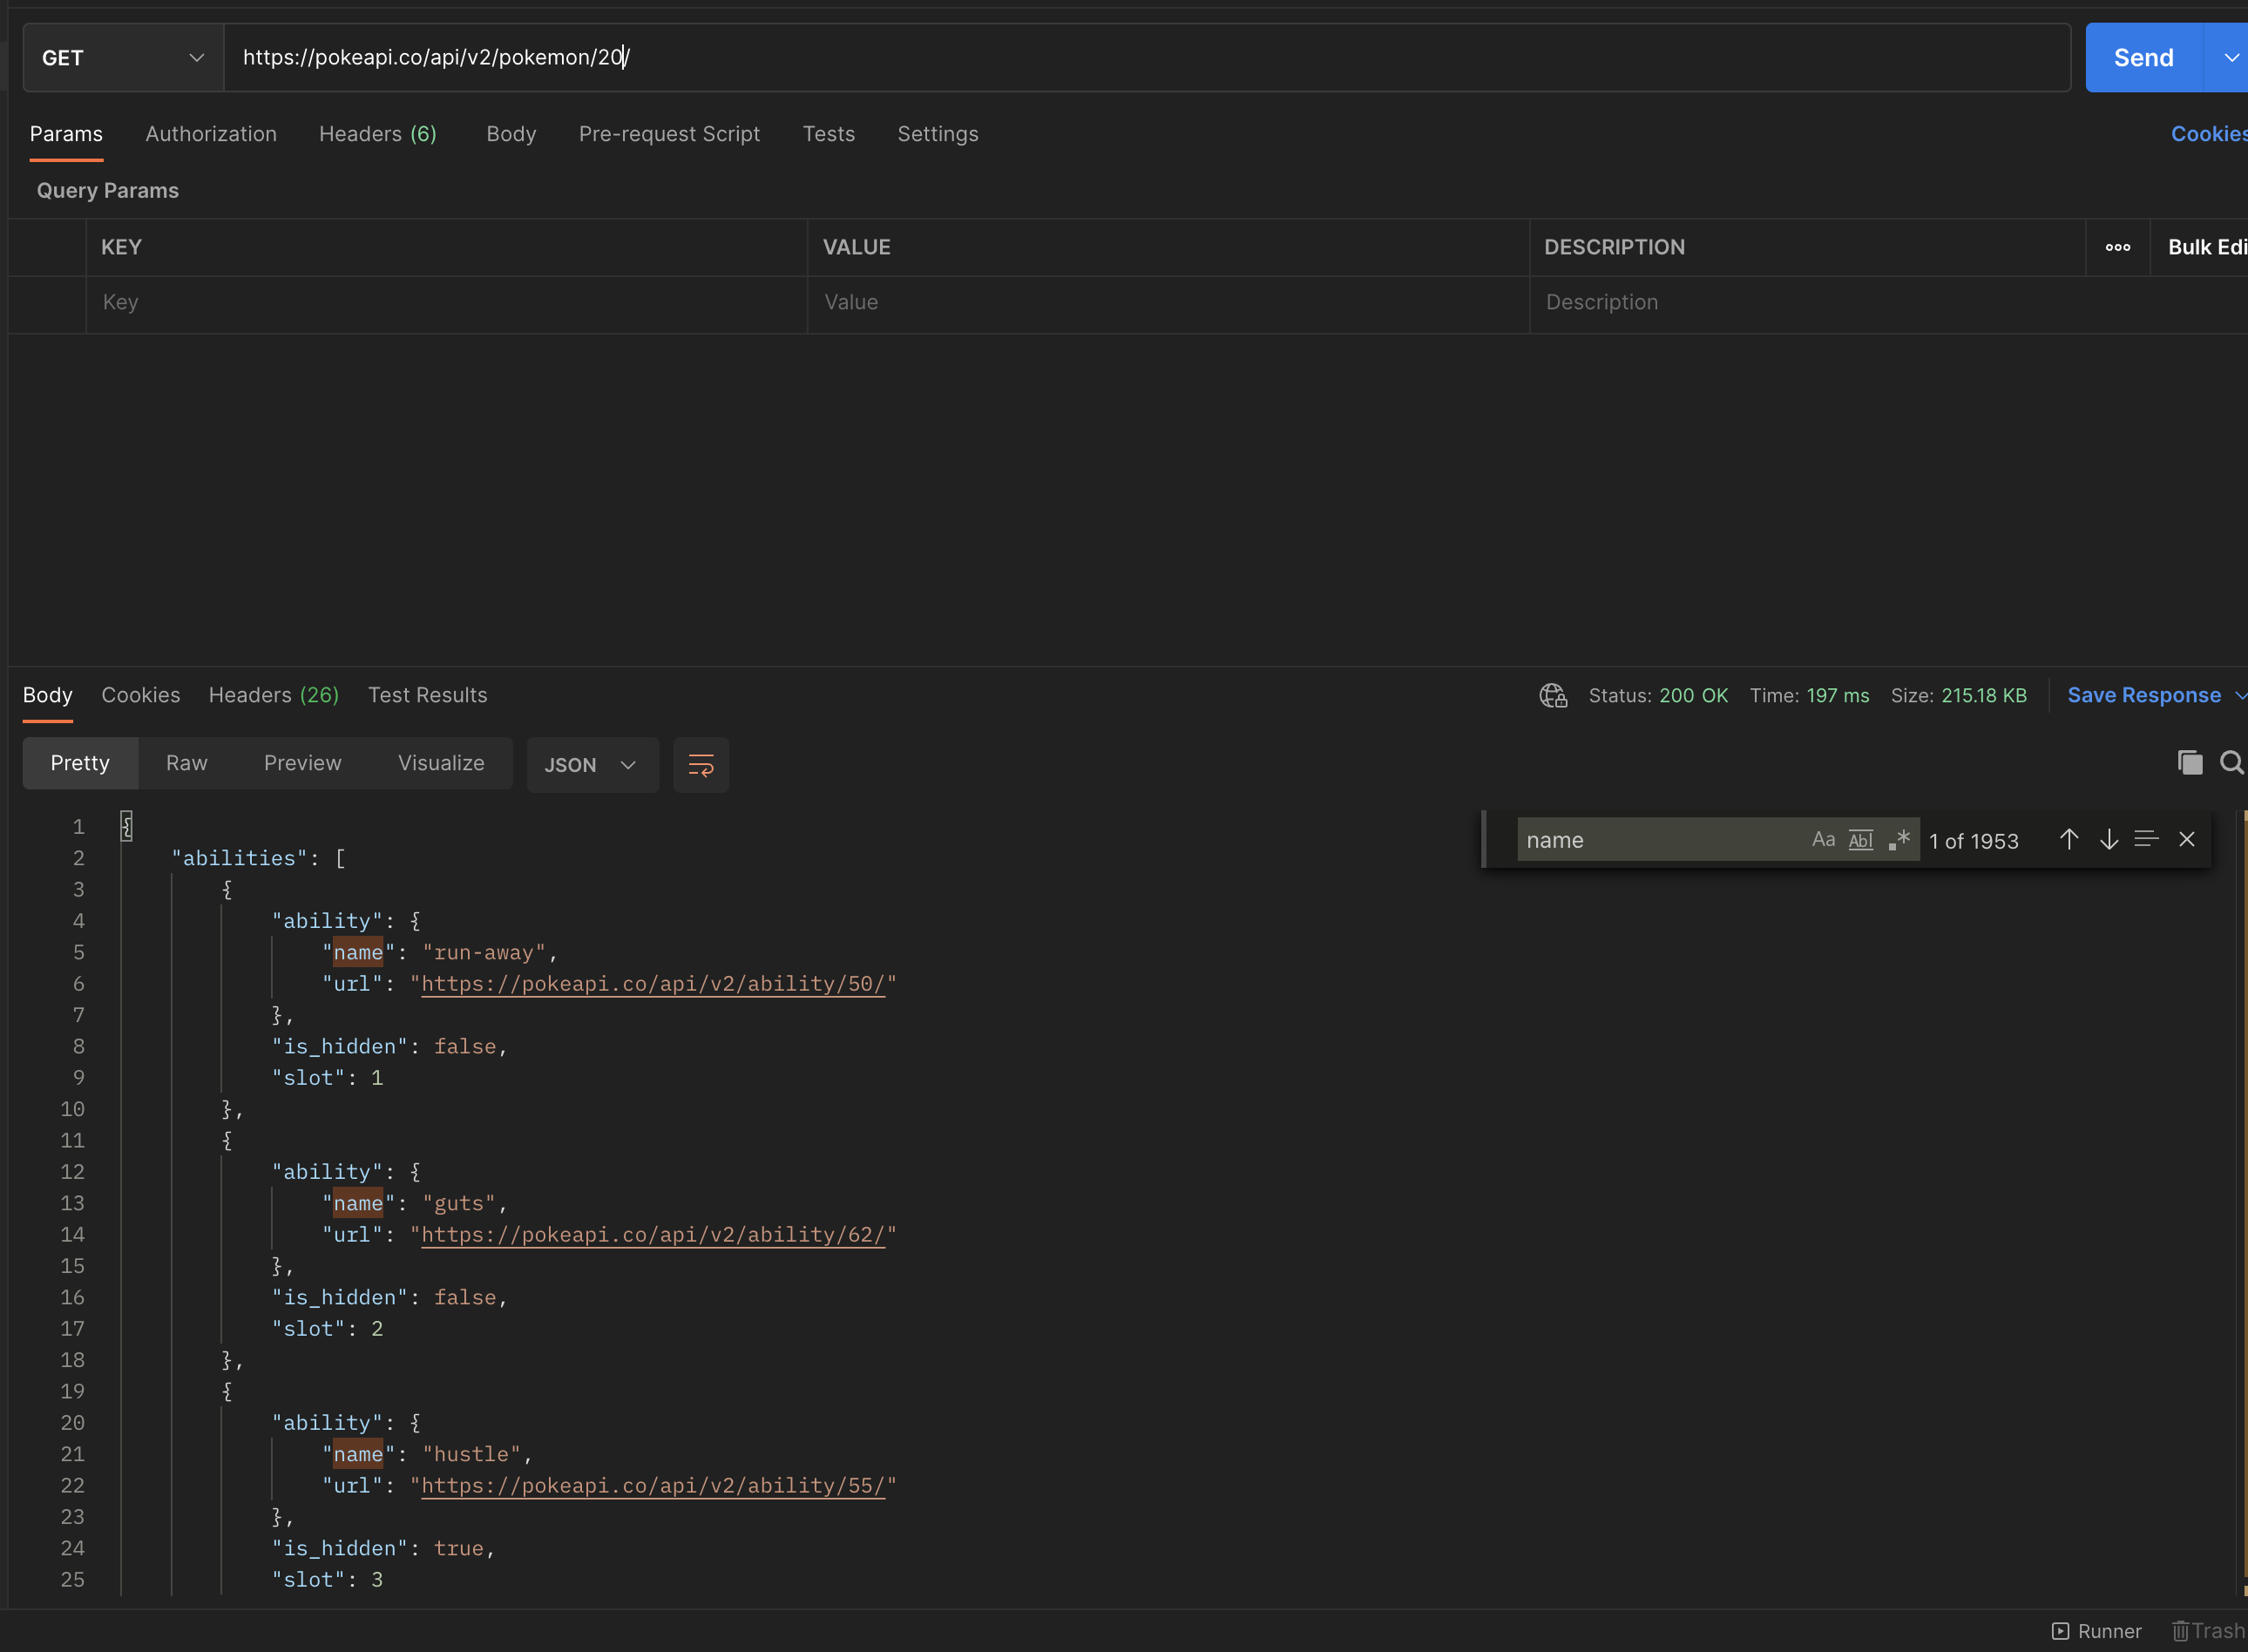 GET https://pokeapi.co/api/v2/pokemon/20/ Send
Params Authorization Headers (6) Body Pre-request Script Tests Settings Cookies
Query Params
KEY VALUE DESCRIPTION ooo Bulk Edi
Key Value Description
Body Cookies Headers (26) Test Results Status: 200 OK Time: 197 ms Size: 215.18 KB Save Response
Pretty Raw Preview Visualize JSON
name Aa Abl .* 1 of 1953
1 {
2 "abilities": [
3 {
4 "ability": {
5 "name": "run-away",
6 "url": "https://pokeapi.co/api/v2/ability/50/"
7 },
8 "is_hidden": false,
9 "slot": 1
10 },
11 {
12 "ability": {
13 "name": "guts",
14 "url": "https://pokeapi.co/api/v2/ability/62/"
15 },
16 "is_hidden": false,
17 "slot": 2
18 },
19 {
20 "ability": {
21 "name": "hustle",
22 "url": "https://pokeapi.co/api/v2/ability/55/"
23 },
24 "is_hidden": true,
25 "slot": 3
Runner Trash